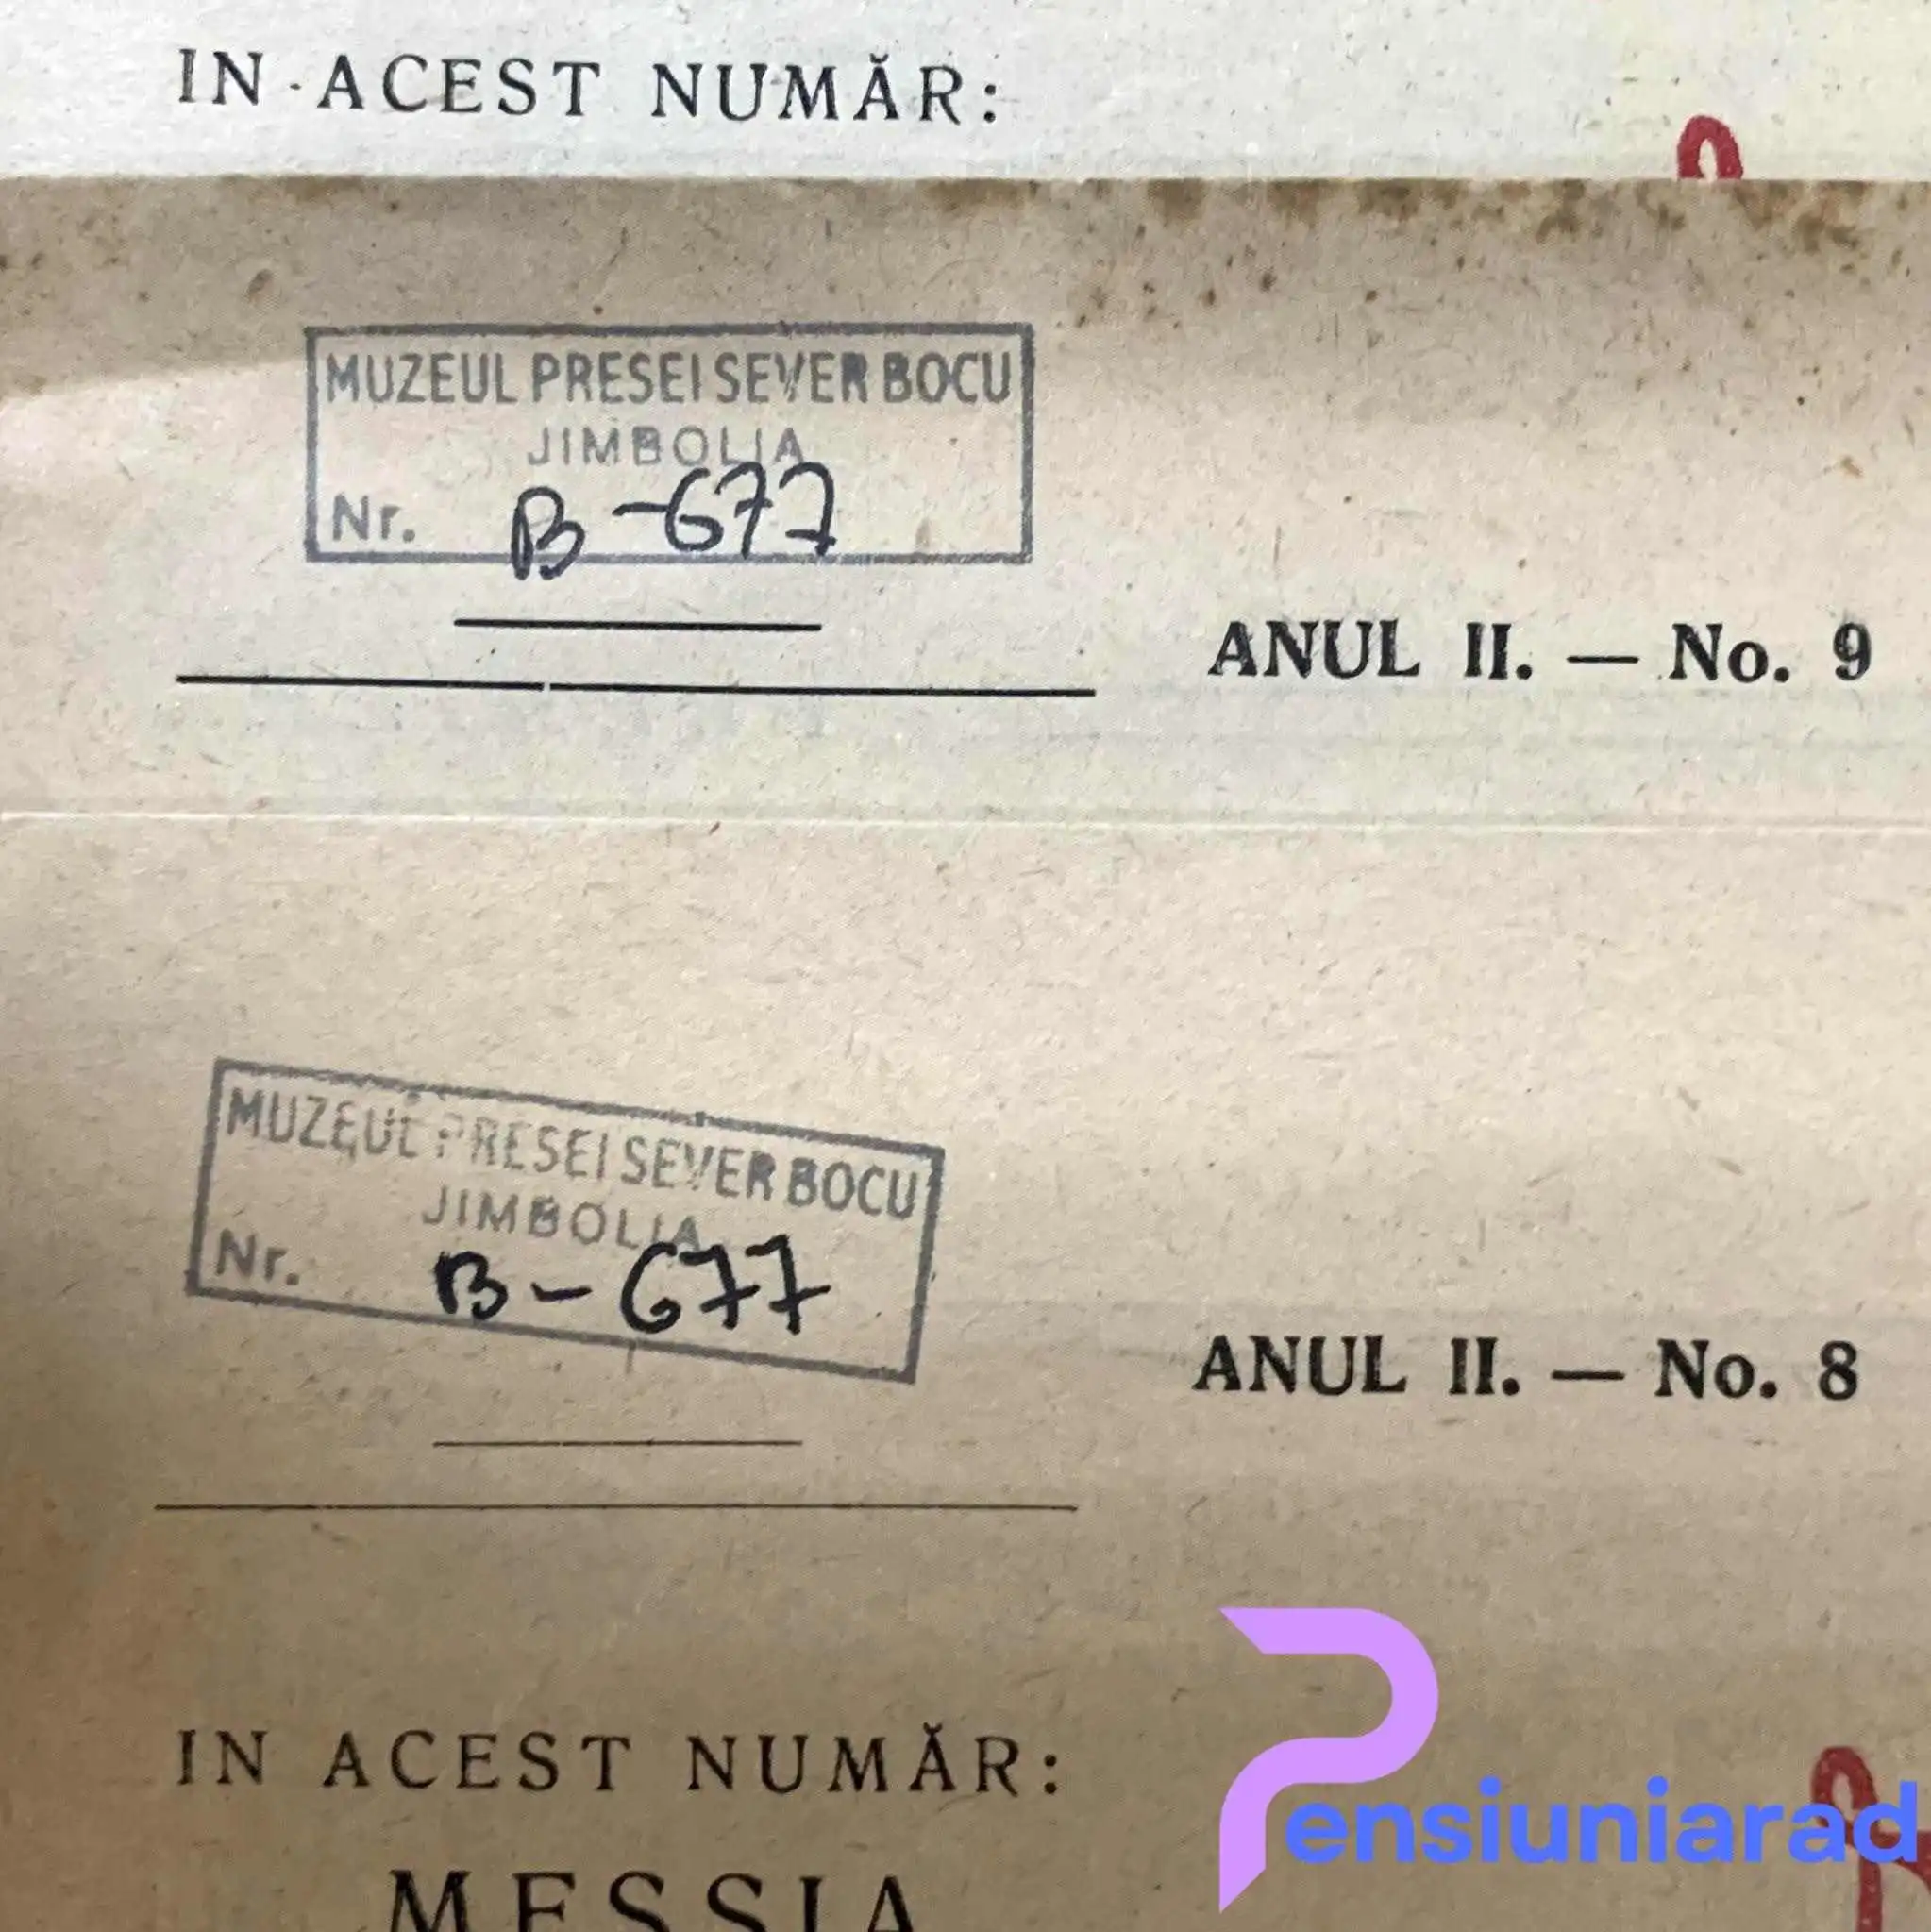 IN ACEST NUMĂR:
MUZEUL PRESEI SEVER BOCU
JIMBOLIA
Nr. B-677
ANUL II. — No. 9
MUZEUL PRESEI SEVER BOCU
JIMBOLIA
Nr. B-677
ANUL II. — No. 8
IN ACEST NUMĂR:
Pensiuniarad
MESSIA